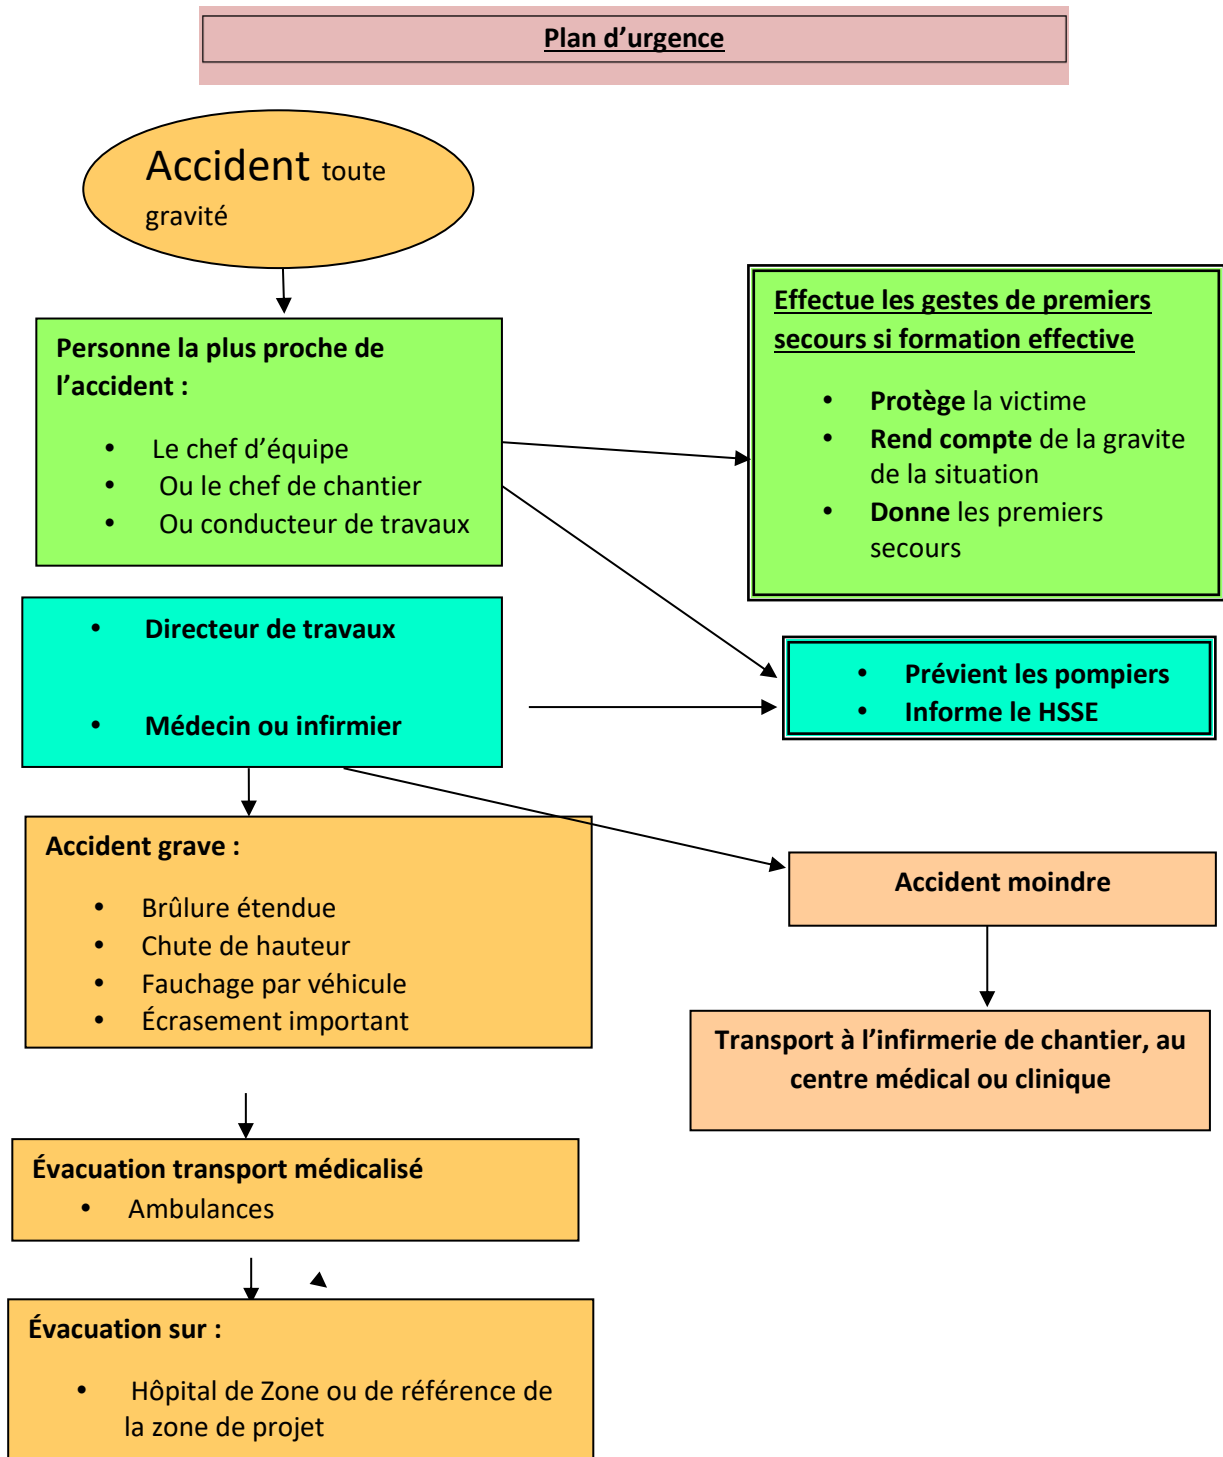 Plan d’urgence
Accident toute
gravité
Personne la plus proche de
l’accident :
• Le chef d’équipe
• Ou le chef de chantier
• Ou conducteur de travaux
Effectue les gestes de premiers
secours si formation effective
• Protège la victime
• Rend compte de la gravite
de la situation
• Donne les premiers
secours
• Directeur de travaux
• Médecin ou infirmier
• Prévient les pompiers
• Informe le HSSE
Accident grave :
• Brûlure étendue
• Chute de hauteur
• Fauchage par véhicule
• Écrasement important
Accident moindre
Transport à l’infirmerie de chantier, au
centre médical ou clinique
Évacuation transport médicalisé
• Ambulances
Évacuation sur :
• Hôpital de Zone ou de référence de
la zone de projet